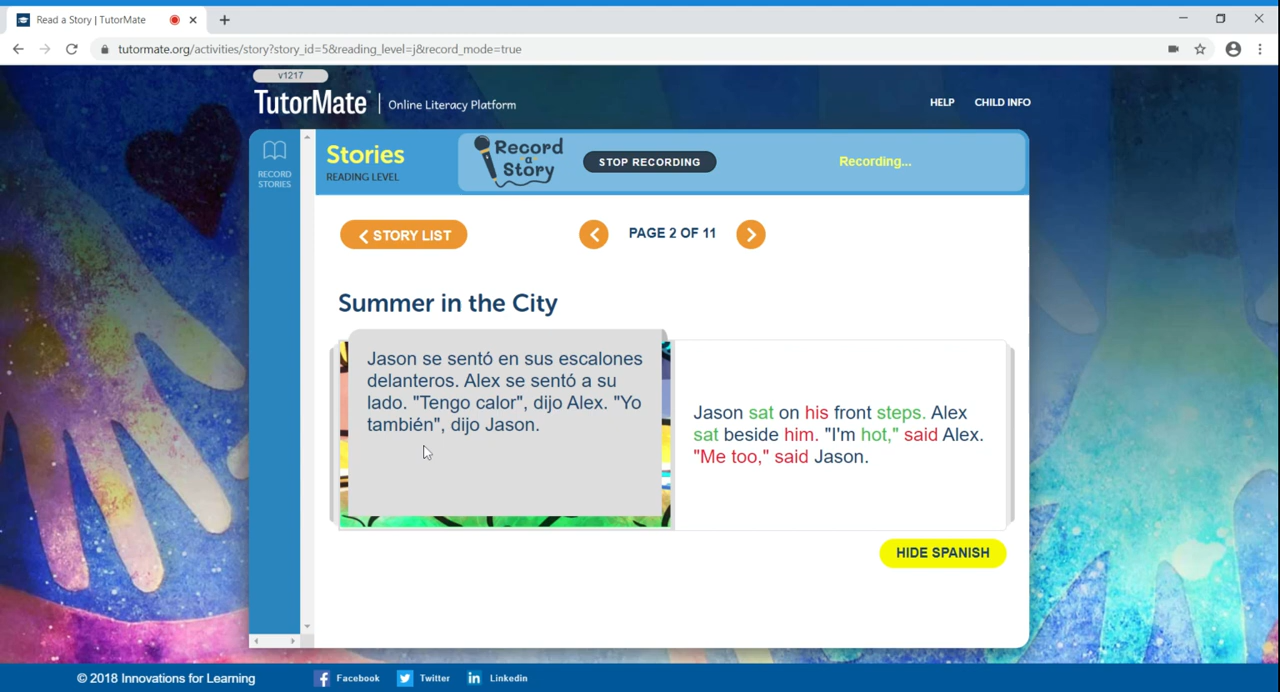 Read a Story | TutorMate
tutormate.org/activities/story?story_id=5&reading_level=j&record_mode=true
v1217
TutorMate™ | Online Literacy Platform
HELP
CHILD INFO
RECORD
STORIES
Stories
READING LEVEL
Record
a
Story
STOP RECORDING
Recording...
STORY LIST
PAGE 2 OF 11
Summer in the City
Jason se sentó en sus escalones
delanteros. Alex se sentó a su
lado. "Tengo calor", dijo Alex. "Yo
también", dijo Jason.
Jason sat on his front steps. Alex
sat beside him. "I'm hot," said Alex.
"Me too," said Jason.
HIDE SPANISH
© 2018 Innovations for Learning
Facebook
Twitter
Linkedin